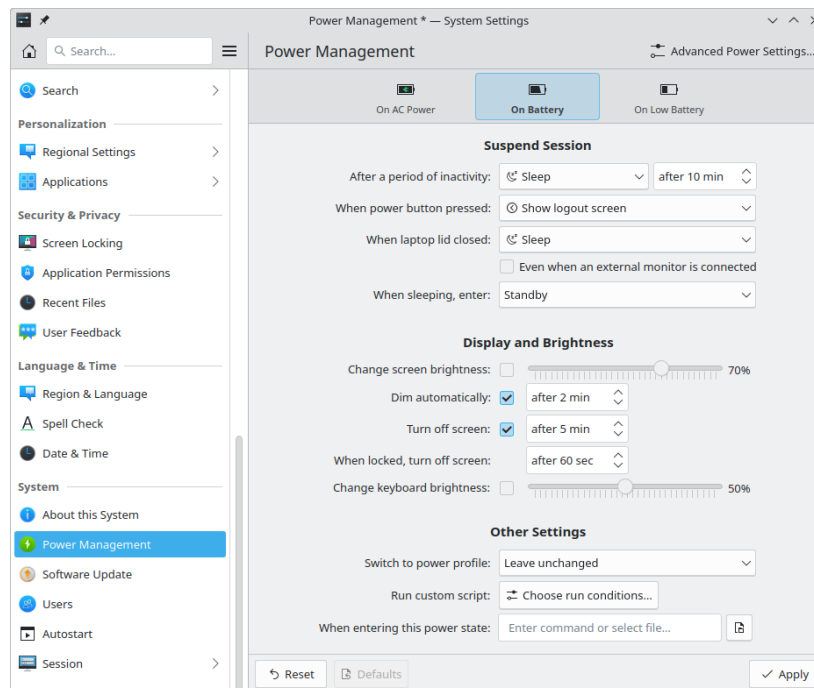 Power Management * — System Settings
Search...
Power Management
Advanced Power Settings...
Search
Personalization
Regional Settings
Applications
Security & Privacy
Screen Locking
Application Permissions
Recent Files
User Feedback
Language & Time
Region & Language
Spell Check
Date & Time
System
About this System
Power Management
Software Update
Users
Autostart
Session
On AC Power
On Battery
On Low Battery
Suspend Session
After a period of inactivity: Sleep after 10 min
When power button pressed: Show logout screen
When laptop lid closed: Sleep
Even when an external monitor is connected
When sleeping, enter: Standby
Display and Brightness
Change screen brightness: 70%
Dim automatically: after 2 min
Turn off screen: after 5 min
When locked, turn off screen: after 60 sec
Change keyboard brightness: 50%
Other Settings
Switch to power profile: Leave unchanged
Run custom script: Choose run conditions...
When entering this power state: Enter command or select file...
Reset
Defaults
Apply